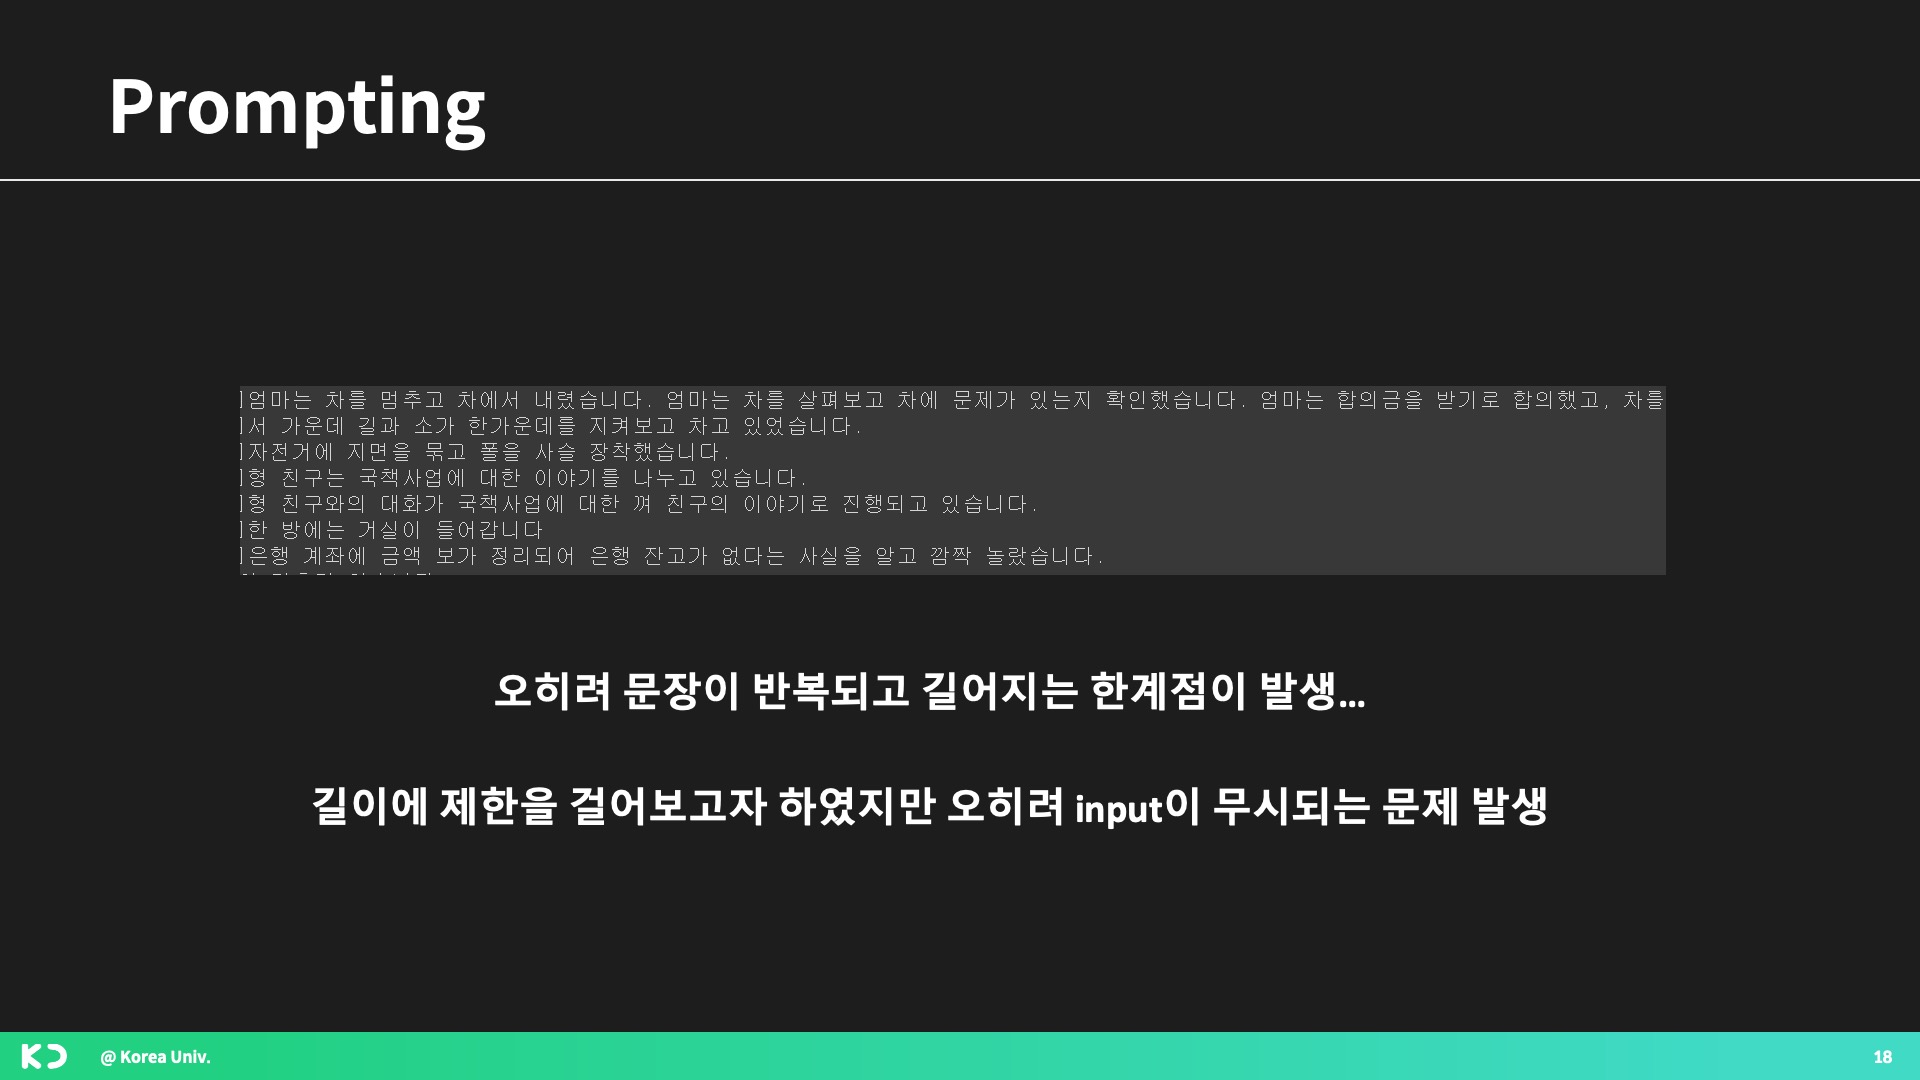 Prompting
엄마는 차를 멈추고 차에서 내렸습니다. 엄마는 차를 살펴보고 차에 문제가 있는지 확인했습니다. 엄마는 합의금을 받기로 합의했고, 차를
서 가운데 길과 소가 한가운데를 지켜보고 차고 있었습니다.
자전거에 지면을 묶고 폴을 사슬 장착했습니다.
형 친구는 국책사업에 대한 이야기를 나누고 있습니다.
형 친구와의 대화가 국책사업에 대한 껴 친구의 이야기로 진행되고 있습니다.
한 방에는 거실이 들어갑니다
은행 계좌에 금액 보가 정리되어 은행 잔고가 없다는 사실을 알고 깜짝 놀랐습니다.
오히려 문장이 반복되고 길어지는 한계점이 발생...
길이에 제한을 걸어보고자 하였지만 오히려 input이 무시되는 문제 발생
@ Korea Univ.
18